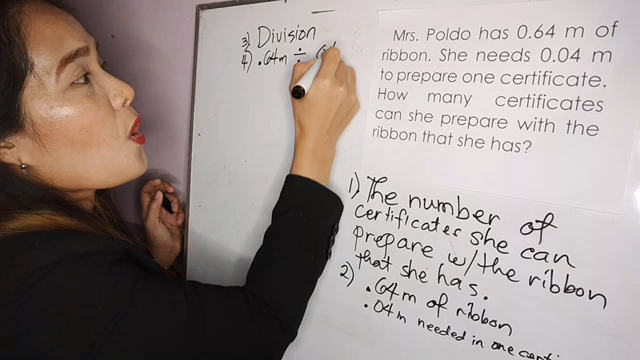 3) Division
4) .64m ÷
Mrs. Poldo has 0.64 m of
ribbon. She needs 0.04 m
to prepare one certificate.
How many certificates
can she prepare with the
ribbon that she has?
1) The number of
certificates she can
prepare w/ the ribbon
that she has.
2)
.64 m of ribbon
.04 m needed in one